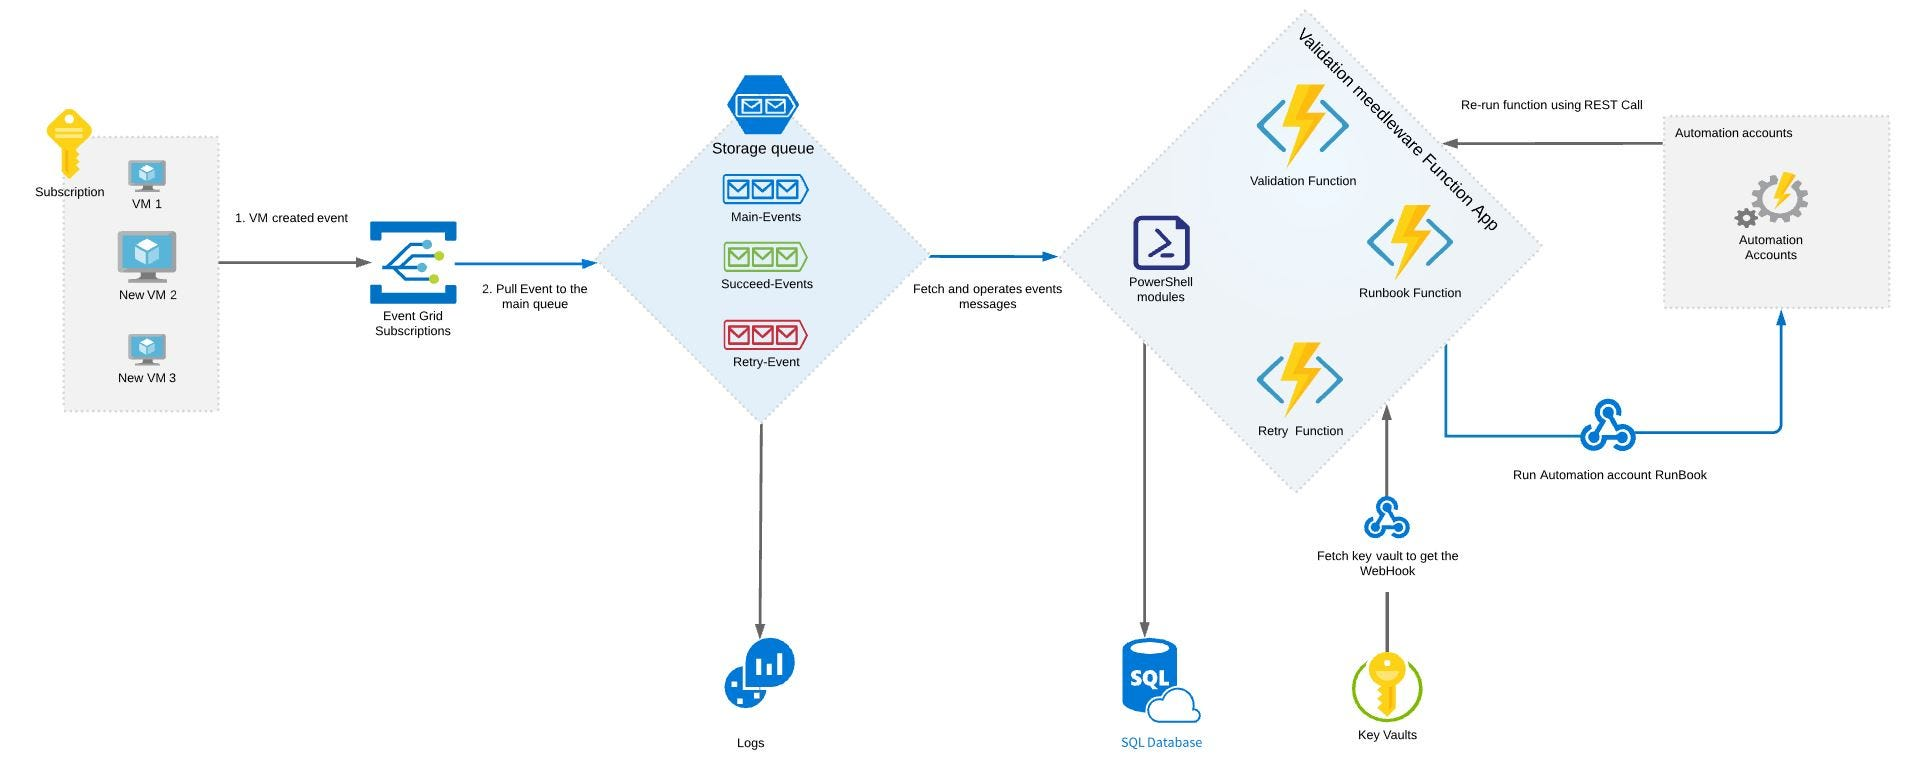 Subscription
VM 1
New VM 2
New VM 3
1. VM created event
Event Grid
Subscriptions
2. Pull Event to the
main queue
Storage queue
Main-Events
Succeed-Events
Retry-Event
Logs
Fetch and operates events
messages
Validation meedleware Function App
Validation Function
PowerShell
modules
Runbook Function
Retry Function
SQL
SQL Database
Fetch key vault to get the
WebHook
Key Vaults
Re-run function using REST Call
Automation accounts
Automation
Accounts
Run Automation account RunBook